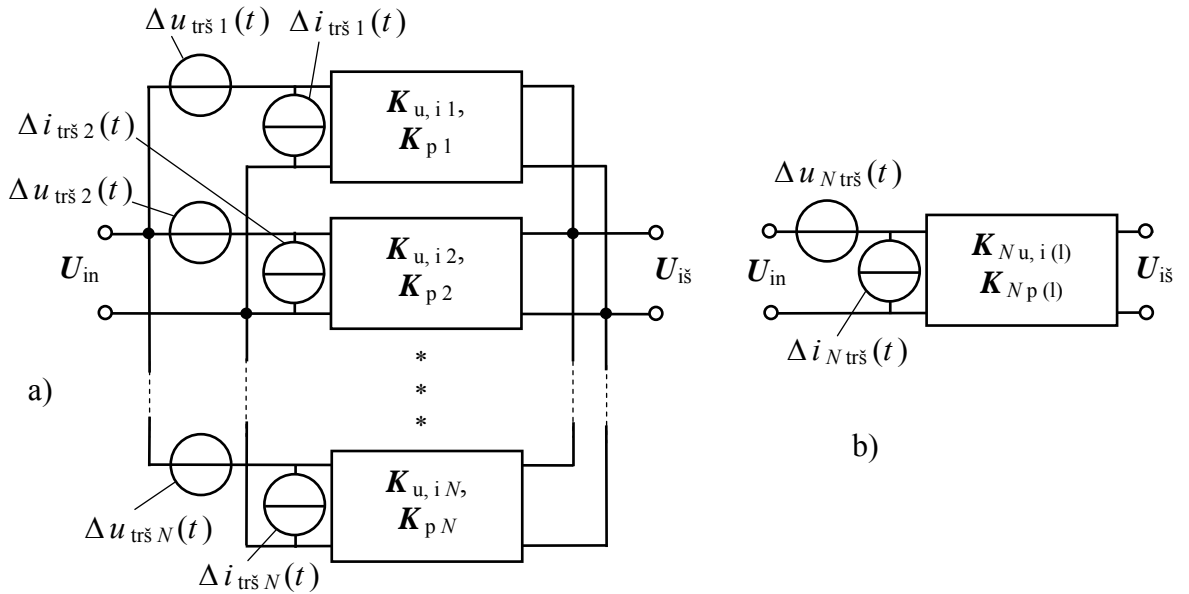 Δu trš 1(t)
Δi trš 1(t)
K u, i 1,
K p 1
Δi trš 2(t)
Δu trš 2(t)
K u, i 2,
K p 2
U in
U iš
*
*
*
a)
K u, i N,
K p N
Δu trš N(t)
Δi trš N(t)
Δu N trš(t)
K N u, i (l)
K N p (l)
U in
U iš
Δi N trš(t)
b)